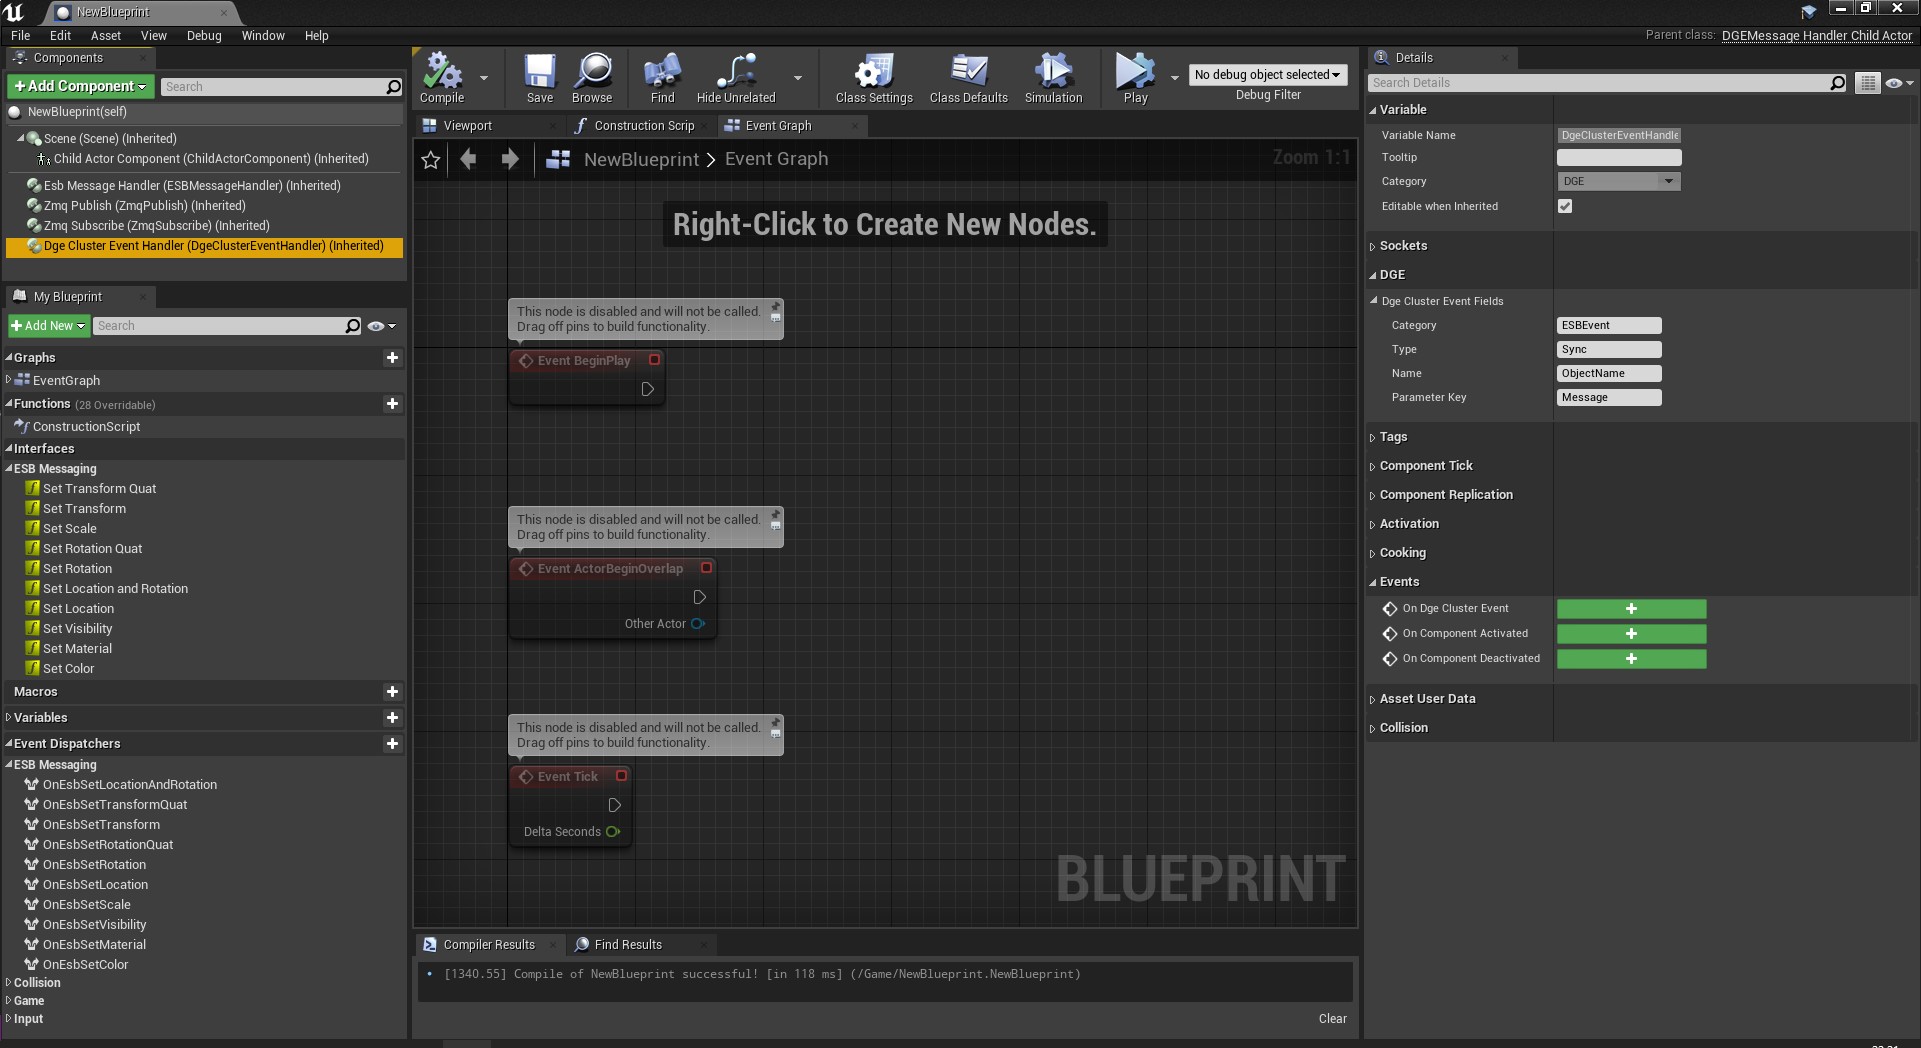 NewBlueprint
File Edit Asset View Debug Window Help
Parent class: DGEMessage Handler Child Actor
Components
+ Add Component
Search
NewBlueprint(self)
Scene (Scene) (Inherited)
Child Actor Component (ChildActorComponent) (Inherited)
Esb Message Handler (ESBMessageHandler) (Inherited)
Zmq Publish (ZmqPublish) (Inherited)
Zmq Subscribe (ZmqSubscribe) (Inherited)
Dge Cluster Event Handler (DgeClusterEventHandler) (Inherited)
My Blueprint
+ Add New
Search
Graphs
EventGraph
Functions (28 Overridable)
ConstructionScript
Interfaces
ESB Messaging
Set Transform Quat
Set Transform
Set Scale
Set Rotation Quat
Set Rotation
Set Location and Rotation
Set Location
Set Visibility
Set Material
Set Color
Macros
Variables
Event Dispatchers
ESB Messaging
OnEsbSetLocationAndRotation
OnEsbSetTransformQuat
OnEsbSetTransform
OnEsbSetRotationQuat
OnEsbSetRotation
OnEsbSetLocation
OnEsbSetScale
OnEsbSetVisibility
OnEsbSetMaterial
OnEsbSetColor
Collision
Game
Input
Compile Save Browse Find Hide Unrelated Class Settings Class Defaults Simulation Play
No debug object selected
Debug Filter
Viewport Construction Scrip Event Graph
NewBlueprint > Event Graph
Zoom 1:1
Right-Click to Create New Nodes.
This node is disabled and will not be called.
Drag off pins to build functionality.
Event BeginPlay
This node is disabled and will not be called.
Drag off pins to build functionality.
Event ActorBeginOverlap
Other Actor
This node is disabled and will not be called.
Drag off pins to build functionality.
Event Tick
Delta Seconds
BLUEPRINT
Compiler Results Find Results
[1340.55] Compile of NewBlueprint successful! [in 118 ms] (/Game/NewBlueprint.NewBlueprint)
Clear
Details
Search Details
Variable
Variable Name DgeClusterEventHandle
Tooltip
Category DGE
Editable when Inherited
Sockets
DGE
Dge Cluster Event Fields
Category ESBEvent
Type Sync
Name ObjectName
Parameter Key Message
Tags
Component Tick
Component Replication
Activation
Cooking
Events
On Dge Cluster Event
On Component Activated
On Component Deactivated
Asset User Data
Collision